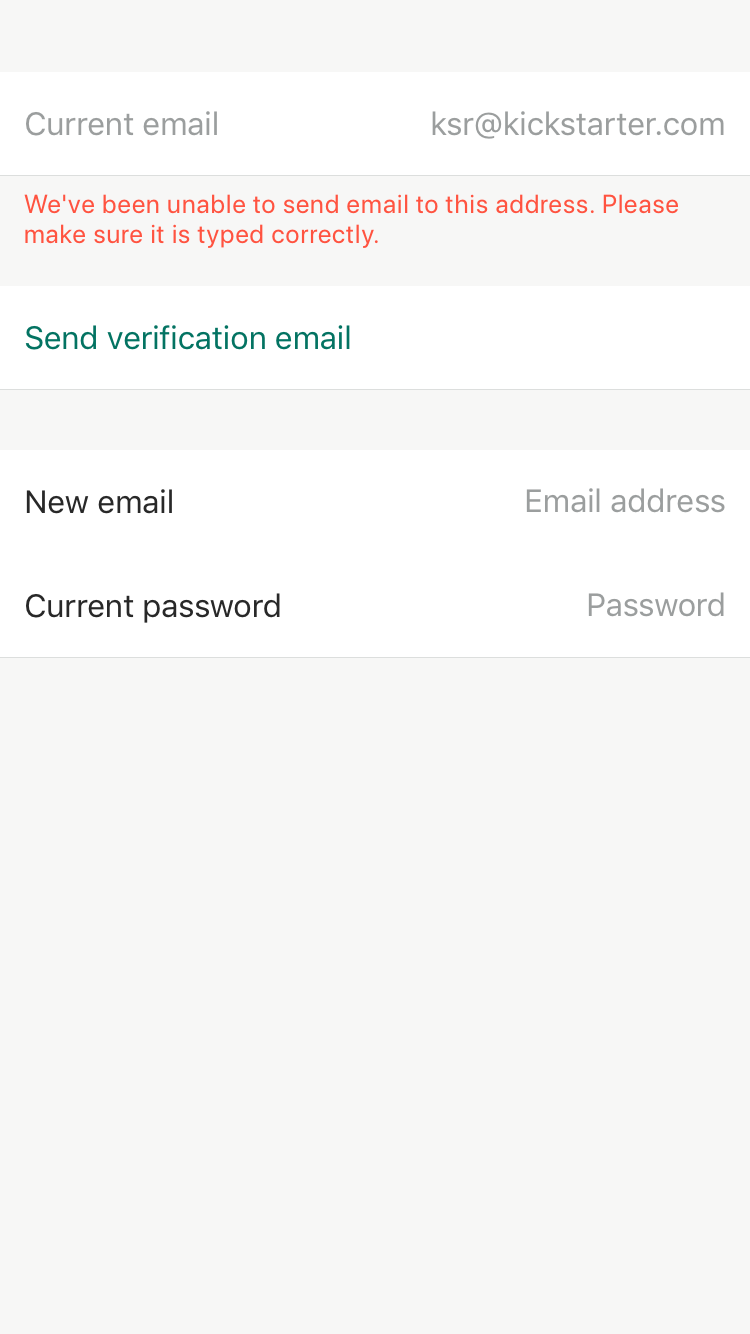 Current email ksr@kickstarter.com
We've been unable to send email to this address. Please
make sure it is typed correctly.
Send verification email
New email Email address
Current password Password